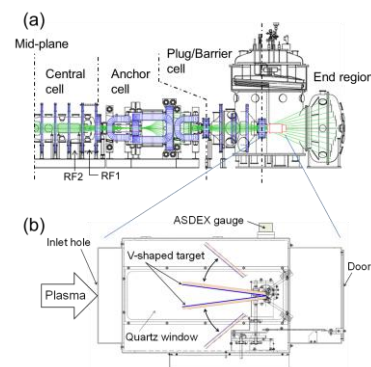 (a)
Mid-plane
Central
cell
Anchor
cell
Plug/Barrier
cell
End region
RF2
RF1
(b)
ASDEX gauge
Inlet hole
V-shaped target
Door
Plasma
Quartz window